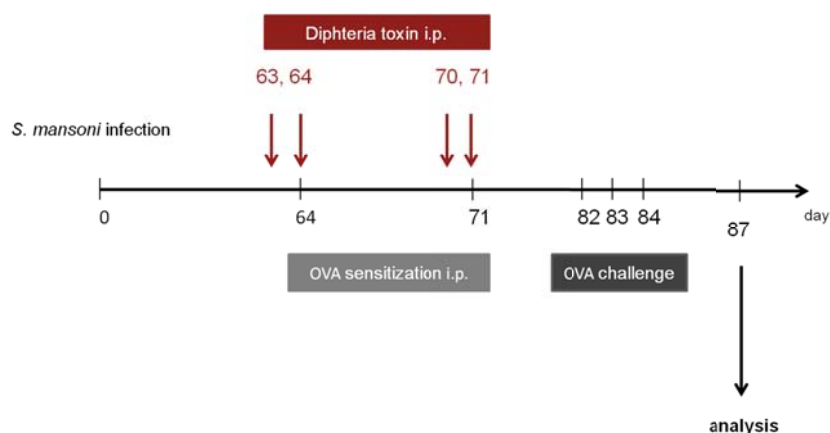 Diphteria toxin i.p.
63, 64
70, 71
S. mansoni infection
0
64
71
82
83
84
87
day
OVA sensitization i.p.
OVA challenge
analysis